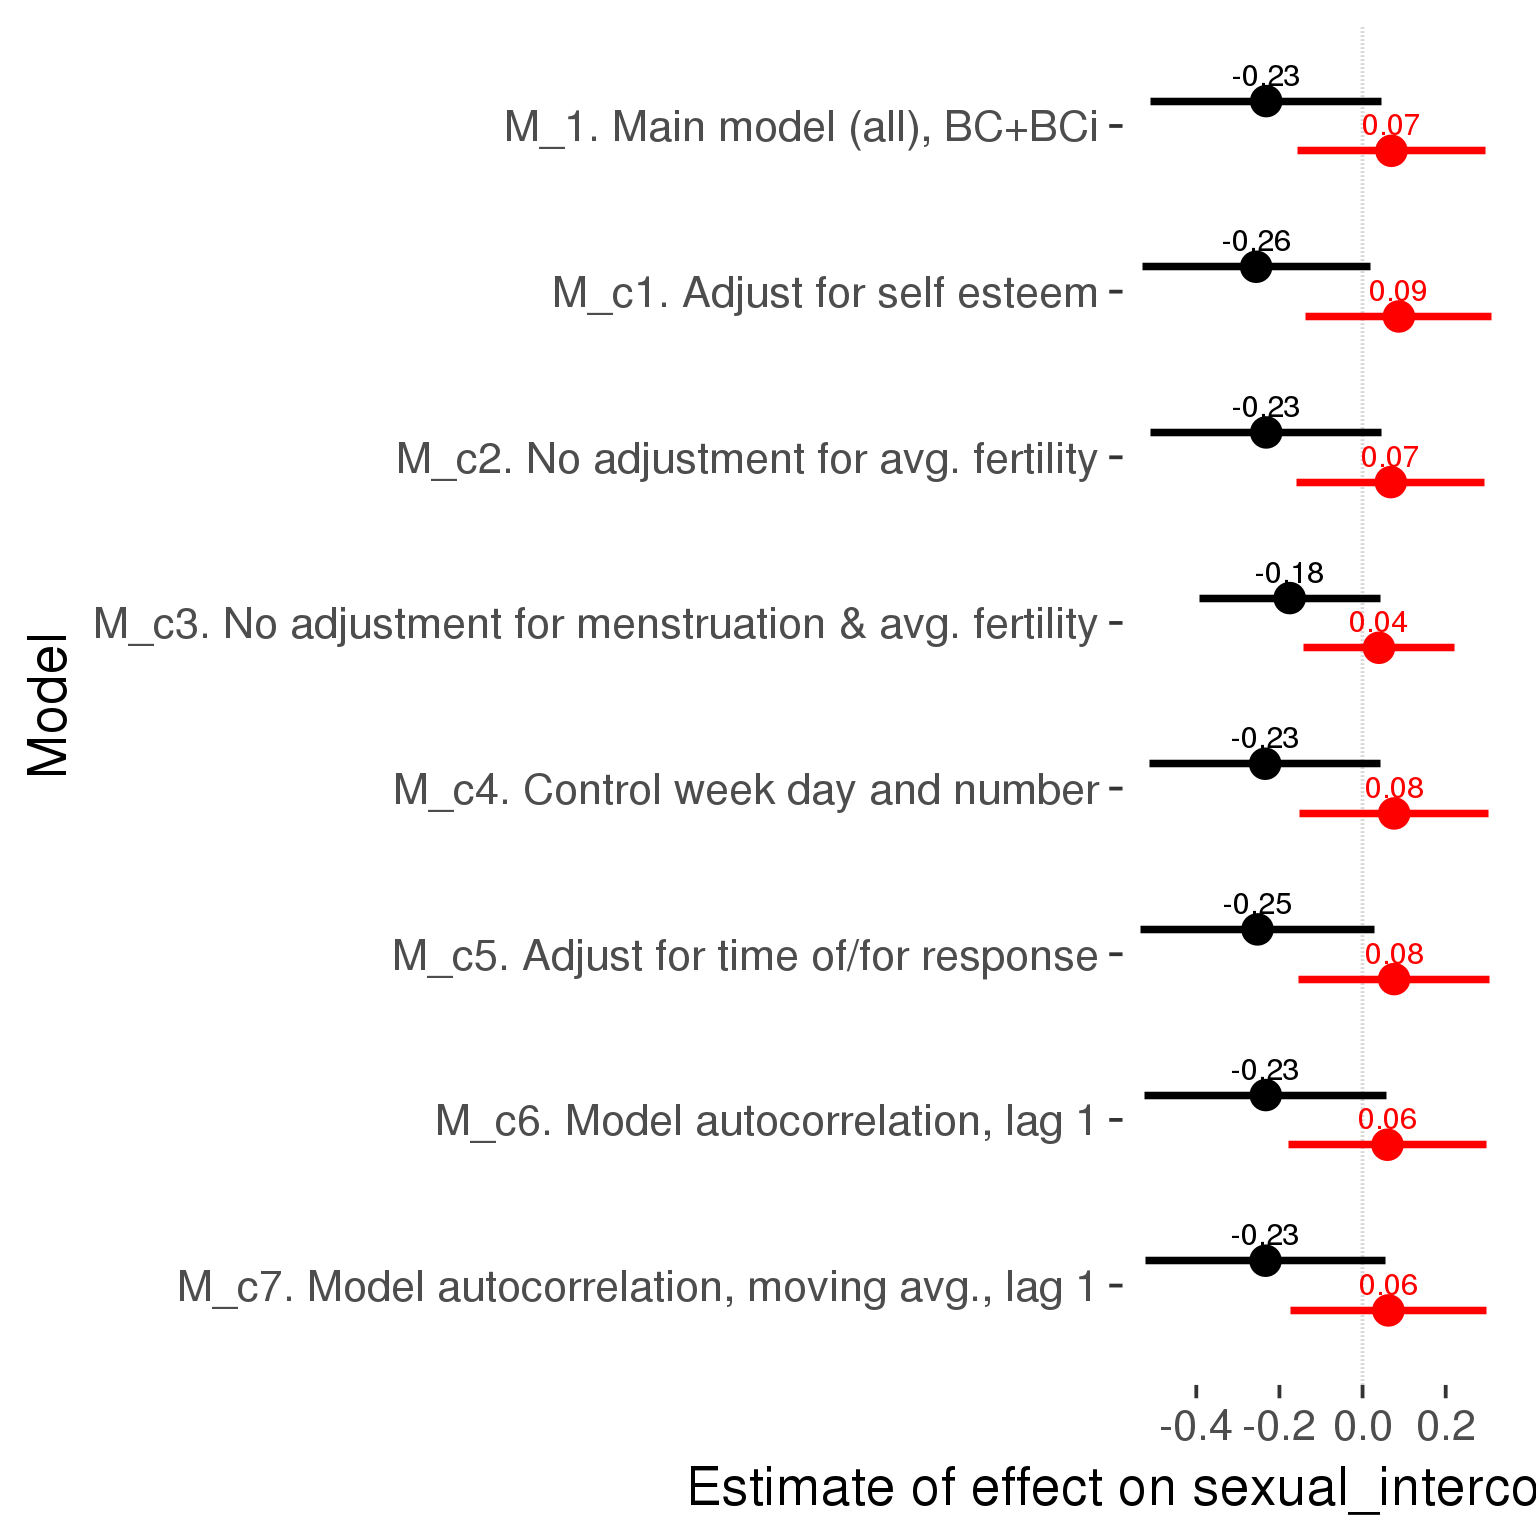 -0.23
M_1. Main model (all), BC+BCi
0.07
-0.26
M_c1. Adjust for self esteem
0.09
-0.23
M_c2. No adjustment for avg. fertility
0.07
-0.18
M_c3. No adjustment for menstruation & avg. fertility
0.04
-0.23
M_c4. Control week day and number
0.08
-0.25
M_c5. Adjust for time of/for response
0.08
-0.23
M_c6. Model autocorrelation, lag 1
0.06
-0.23
M_c7. Model autocorrelation, moving avg., lag 1
0.06
Model
-0.4 -0.2 0.0 0.2
Estimate of effect on sexual_interco